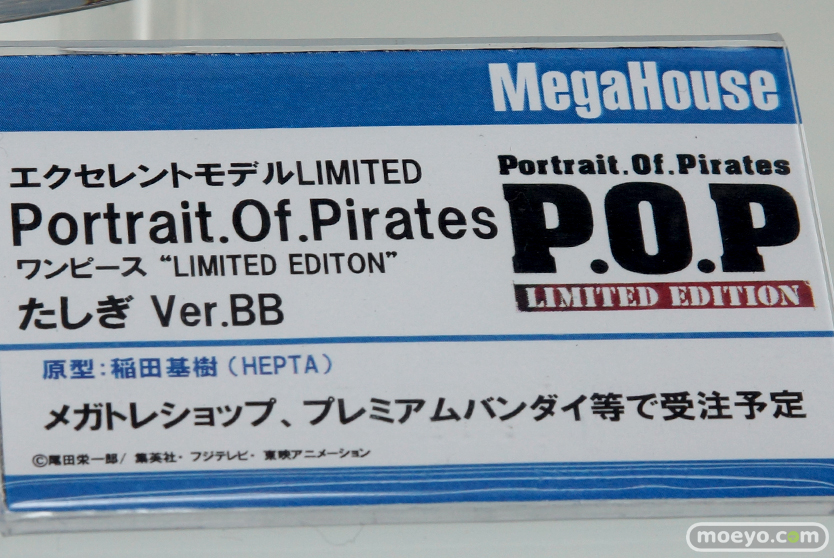 MegaHouse
エクセレントモデルLIMITED
Portrait.Of.Pirates
ワンピース “LIMITED EDITON”
たしぎ Ver.BB
Portrait.Of.Pirates
P.O.P
LIMITED EDITION
原型:稲田基樹(HEPTA)
メガトレショップ、プレミアムバンダイ等で受注予定
©尾田栄一郎/ 集英社・フジテレビ・東映アニメーション
moeyo.com